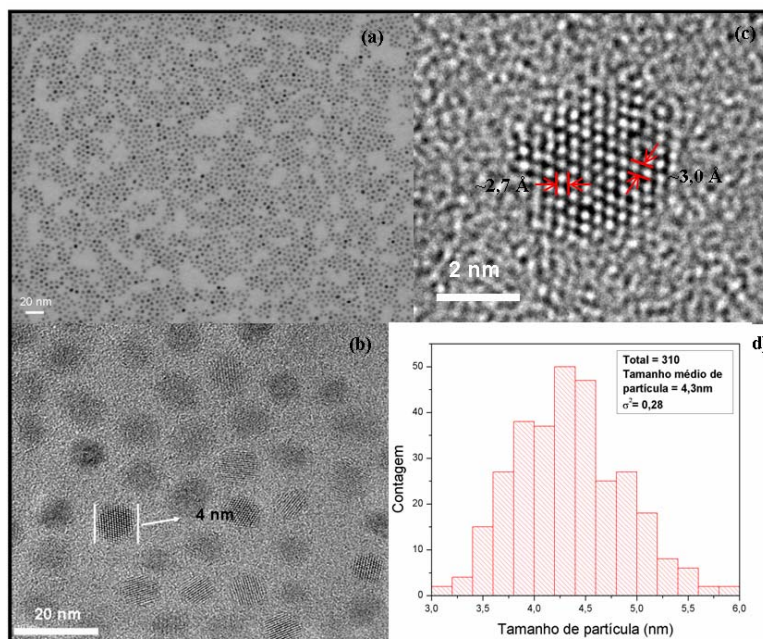 (a)
20 nm
(c)
~2,7 Å
~3,0 Å
2 nm
(b)
4 nm
20 nm
d)
Total = 310
Tamanho médio de
partícula = 4,3nm
σ²= 0,28
Contagem
50
40
30
20
10
0
3,0 3,5 4,0 4,5 5,0 5,5 6,0
Tamanho de partícula (nm)